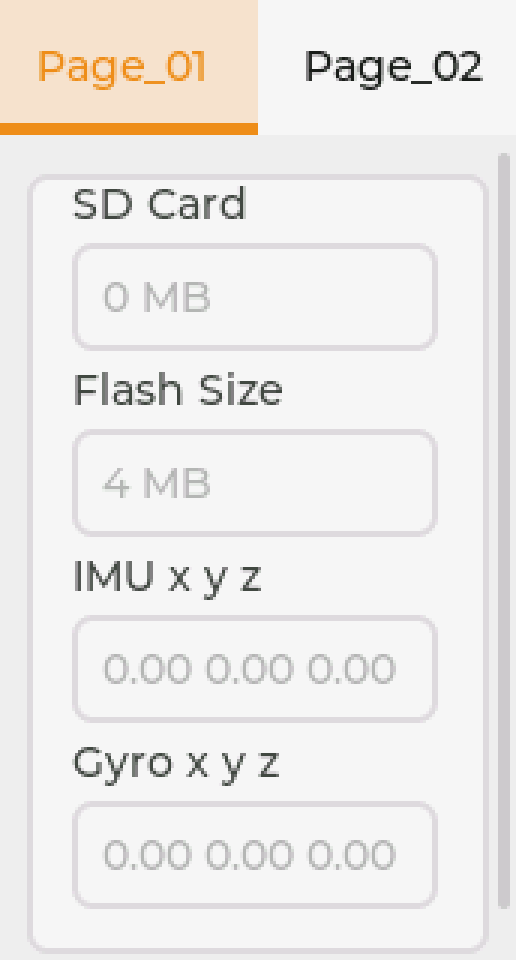 Page_01 Page_02
SD Card
0 MB
Flash Size
4 MB
IMU x y z
0.00 0.00 0.00
Gyro x y z
0.00 0.00 0.00